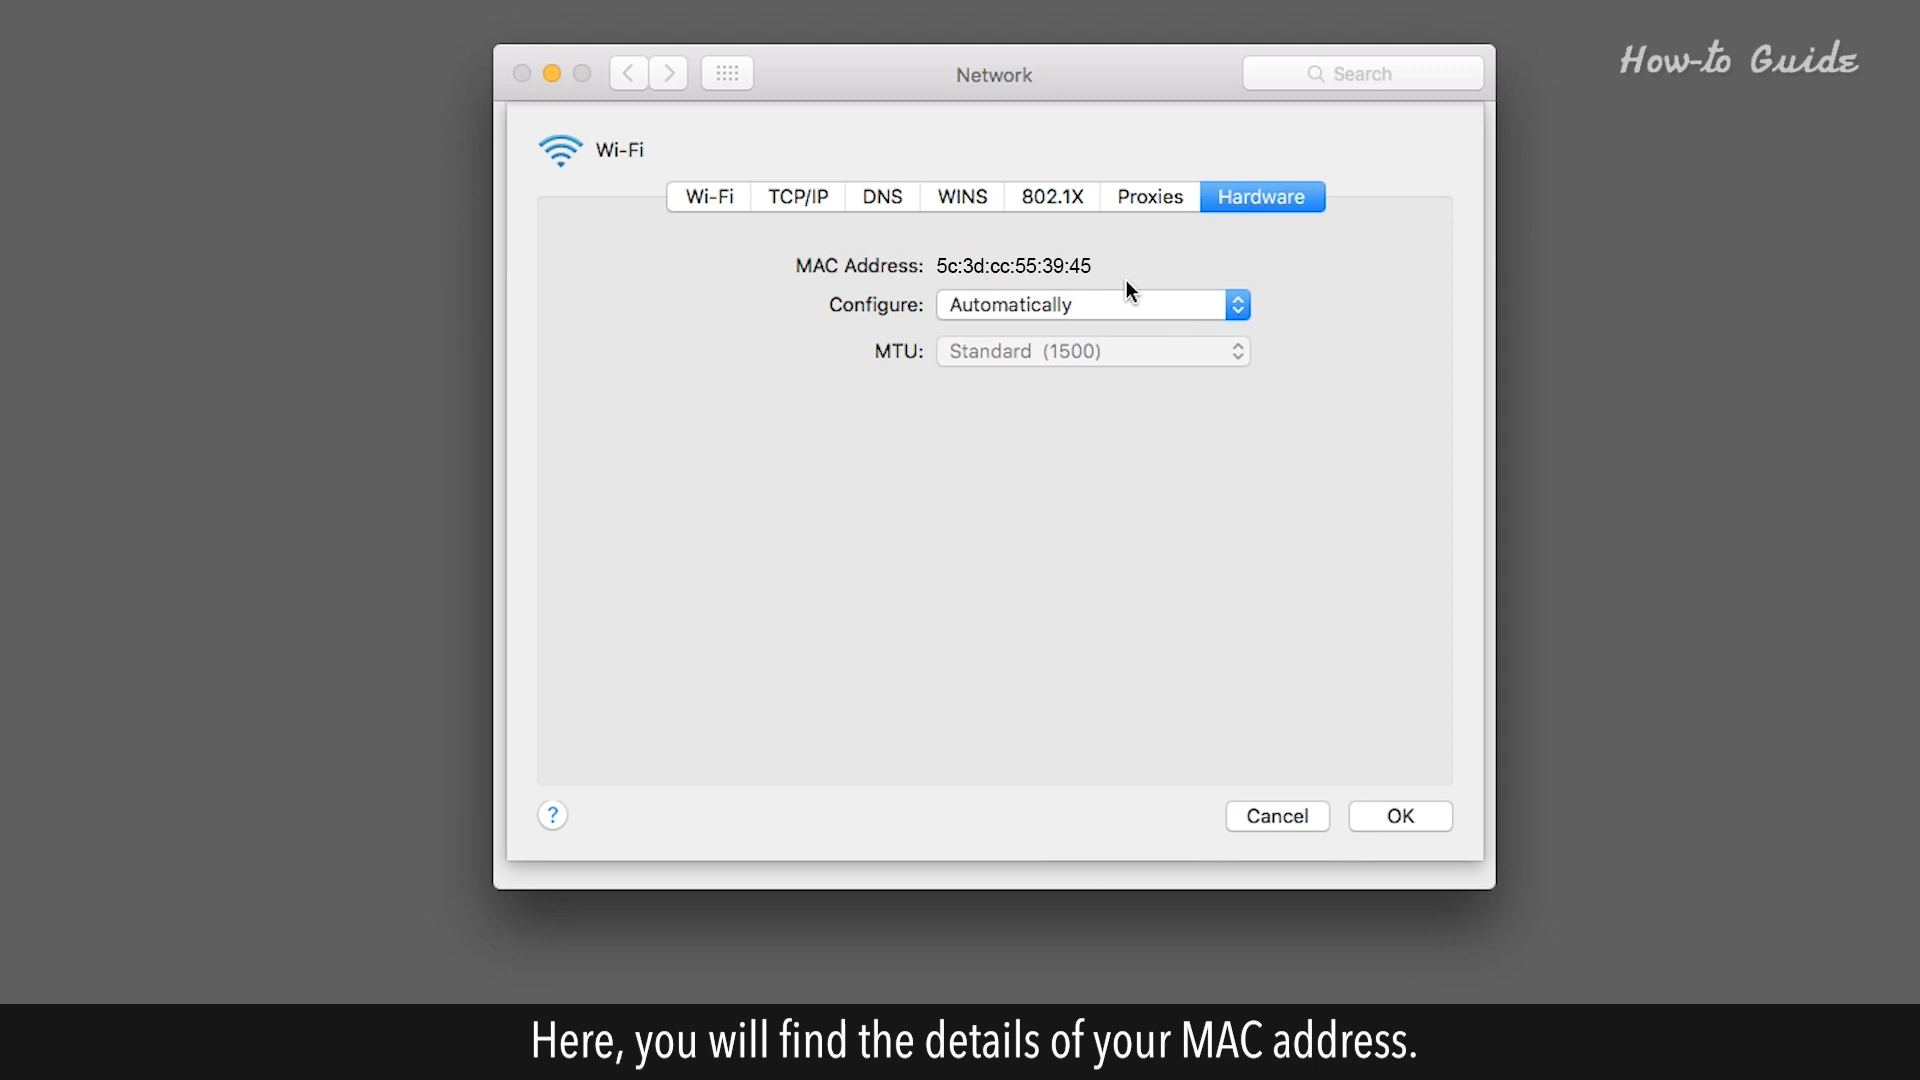 How-to Guide
Network
Search
Wi-Fi
Wi-Fi TCP/IP DNS WINS 802.1X Proxies Hardware
MAC Address: 5c:3d:cc:55:39:45
Configure: Automatically
MTU: Standard (1500)
? Cancel OK
Here, you will find the details of your MAC address.